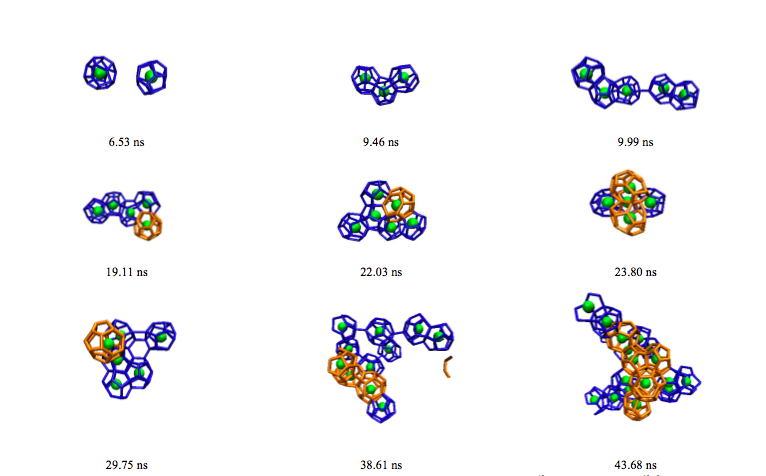 6.53 ns
9.46 ns
9.99 ns
19.11 ns
22.03 ns
23.80 ns
29.75 ns
38.61 ns
43.68 ns